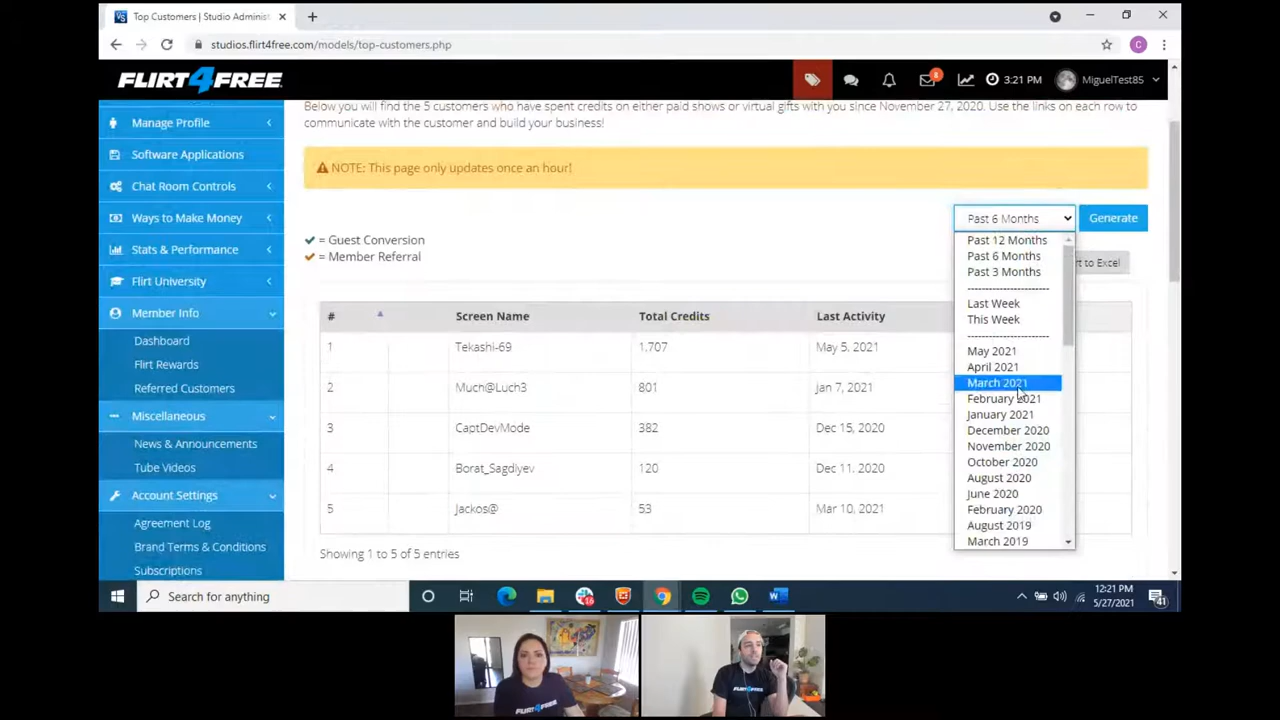 Top Customers | Studio Administ
studios.flirt4free.com/models/top-customers.php
C
FLIRT4FREE
8
3:21 PM
MiguelTest85
Manage Profile
Software Applications
Chat Room Controls
Ways to Make Money
Stats & Performance
Flirt University
Member Info
Dashboard
Flirt Rewards
Referred Customers
Miscellaneous
News & Announcements
Tube Videos
Account Settings
Agreement Log
Brand Terms & Conditions
Subscriptions
Below you will find the 5 customers who have spent credits on either paid shows or virtual gifts with you since November 27, 2020. Use the links on each row to
communicate with the customer and build your business!
NOTE: This page only updates once an hour!
Past 6 Months
Generate
= Guest Conversion
= Member Referral
rt to Excel
Past 12 Months
Past 6 Months
Past 3 Months
------------------------
Last Week
This Week
------------------------
May 2021
April 2021
March 2021
February 2021
January 2021
December 2020
November 2020
October 2020
August 2020
June 2020
February 2020
August 2019
March 2019
# Screen Name Total Credits Last Activity
1 Tekashi-69 1,707 May 5, 2021
2 Much@Luch3 801 Jan 7, 2021
3 CaptDevMode 382 Dec 15, 2020
4 Borat_Sagdiyev 120 Dec 11, 2020
5 Jackos@ 53 Mar 10, 2021
Showing 1 to 5 of 5 entries
Search for anything
12:21 PM
5/27/2021
41
FLIRT4FREE
FLIRT4FREE